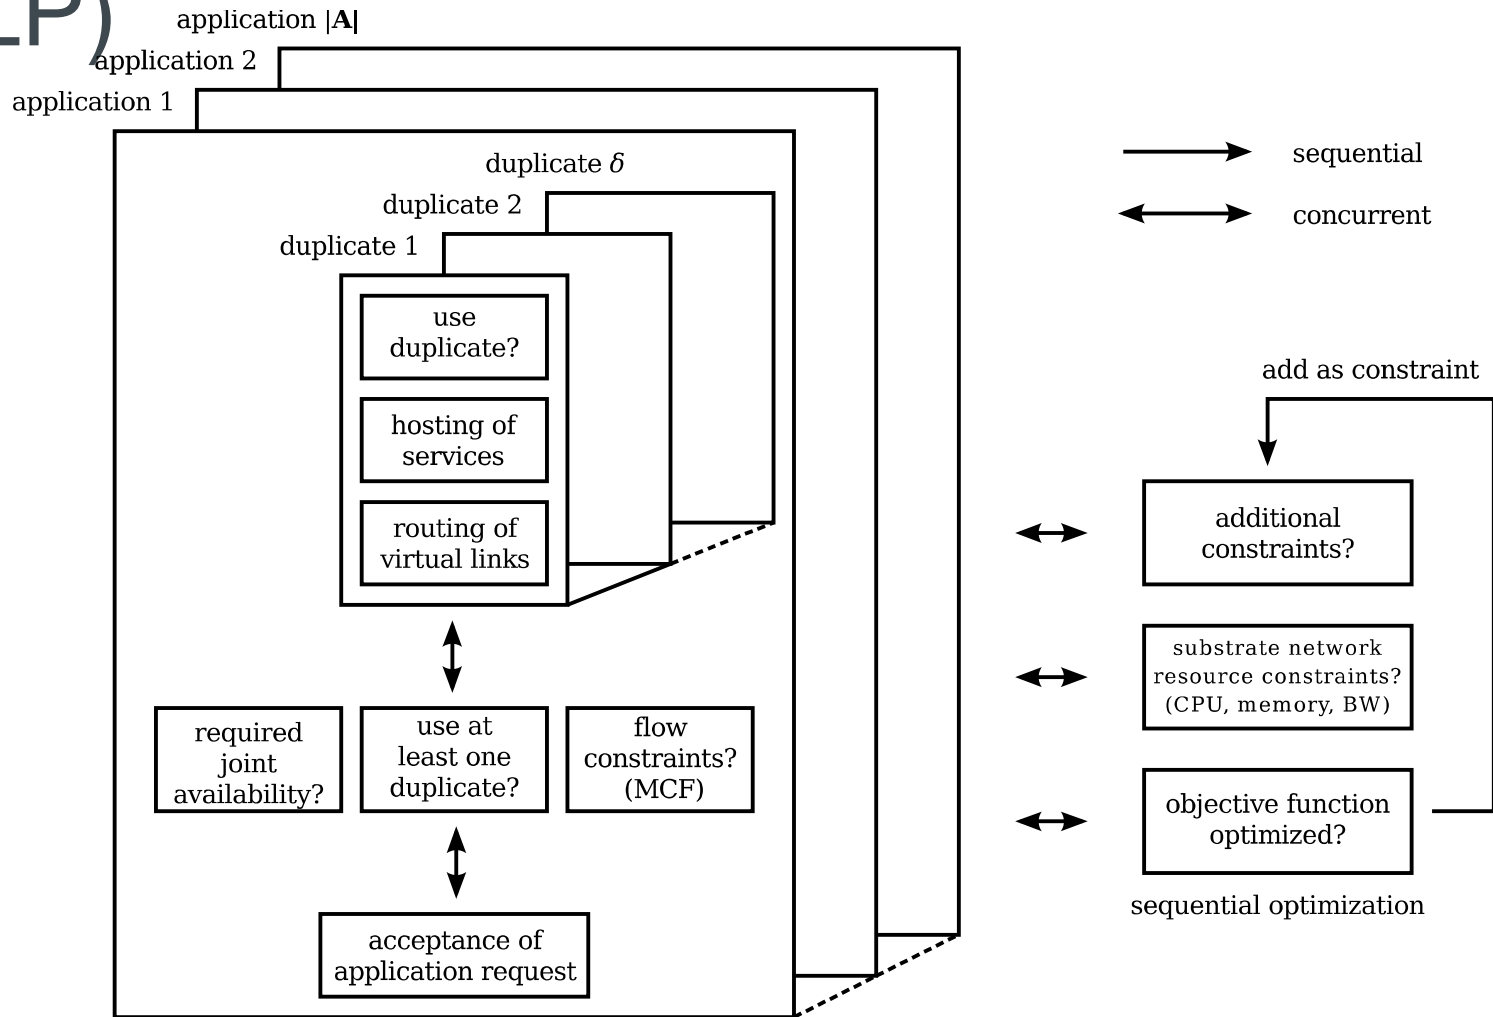 LP)
application |A|
application 2
application 1
duplicate δ
duplicate 2
duplicate 1
use
duplicate?
hosting of
services
routing of
virtual links
required
joint
availability?
use at
least one
duplicate?
flow
constraints?
(MCF)
acceptance of
application request
sequential
concurrent
add as constraint
additional
constraints?
substrate network
resource constraints?
(CPU, memory, BW)
objective function
optimized?
sequential optimization